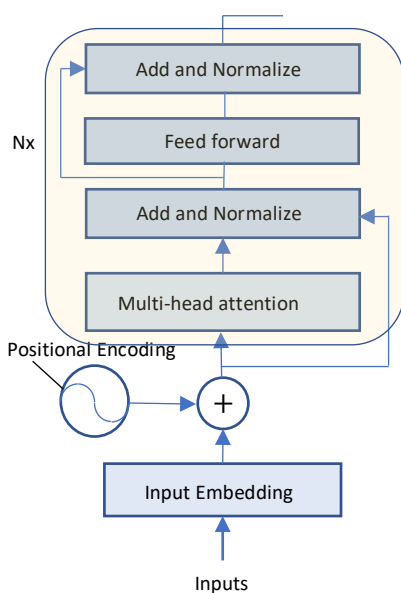 Add and Normalize
Nx
Feed forward
Add and Normalize
Multi-head attention
Positional Encoding
+
Input Embedding
Inputs